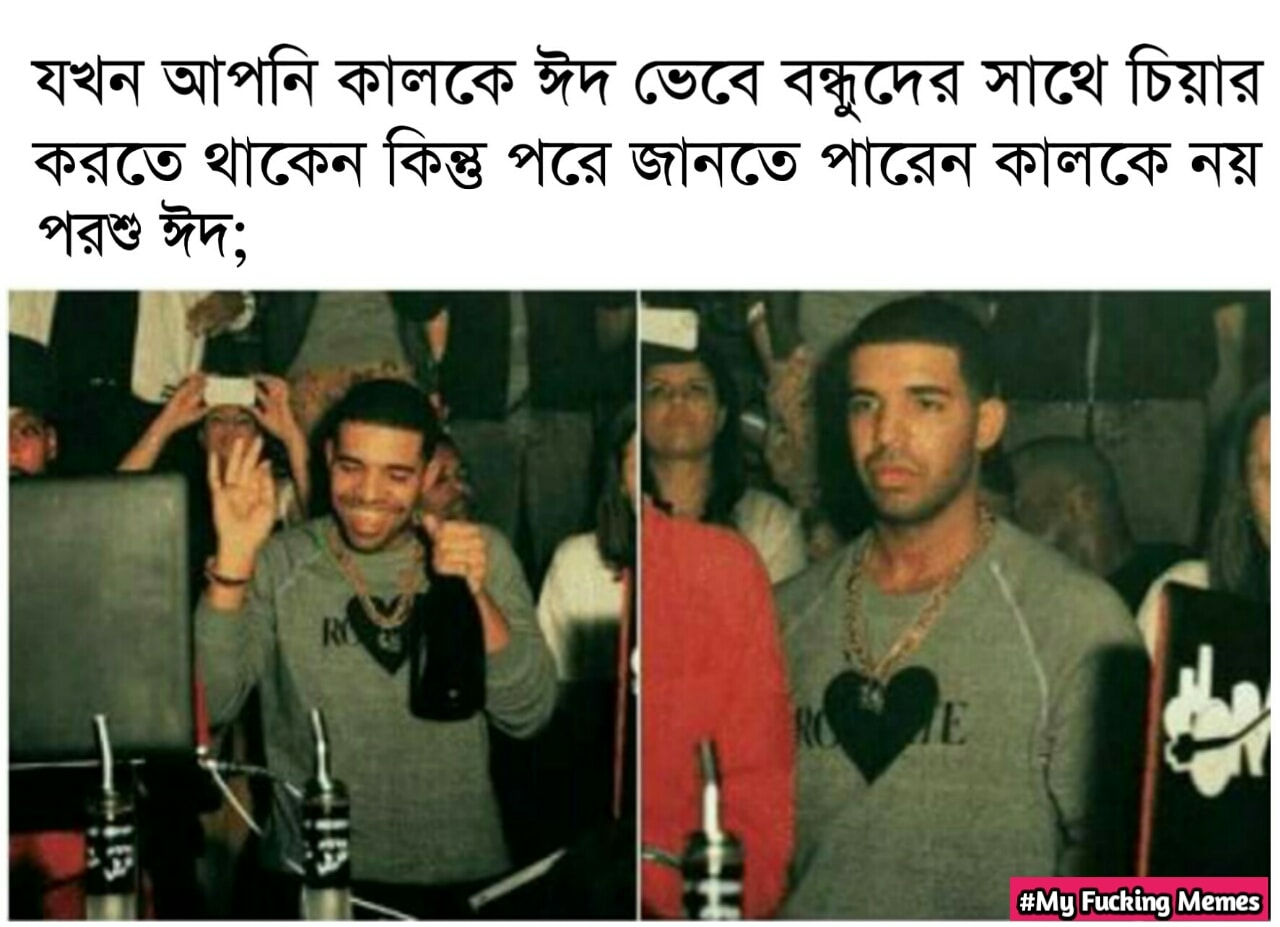 যখন আপনি কালকে ঈদ ভেবে বন্ধুদের সাথে চিয়ার
করতে থাকেন কিন্তু পরে জানতে পারেন কালকে নয়
পরশু ঈদ;
#My Fucking Memes